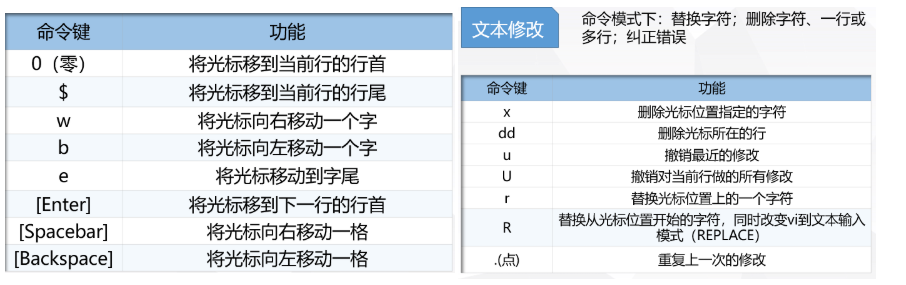 命令键 功能
0（零） 将光标移到当前行的行首
$ 将光标移到当前行的行尾
w 将光标向右移动一个字
b 将光标向左移动一个字
e 将光标移动到字尾
[Enter] 将光标移到下一行的行首
[Spacebar] 将光标向右移动一格
[Backspace] 将光标向左移动一格
文本修改
命令模式下：替换字符；删除字符、一行或
多行；纠正错误
命令键 功能
x 删除光标位置指定的字符
dd 删除光标所在的行
u 撤销最近的修改
U 撤销对当前行做的所有修改
r 替换光标位置上的一个字符
R 替换从光标位置开始的字符，同时改变vi到文本输入
模式（REPLACE）
.(点) 重复上一次的修改